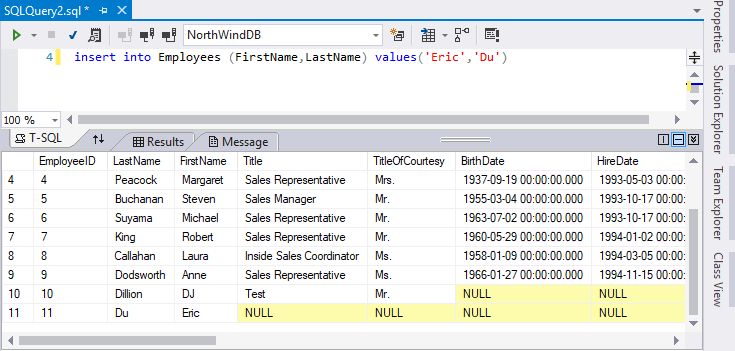 SQLQuery2.sql *
NorthWindDB
4 insert into Employees (FirstName,LastName) values('Eric','Du')
100 %
T-SQL Results Message
EmployeeID LastName FirstName Title TitleOfCourtesy BirthDate HireDate
4 4 Peacock Margaret Sales Representative Mrs. 1937-09-19 00:00:00.000 1993-05-03 00:00:
5 5 Buchanan Steven Sales Manager Mr. 1955-03-04 00:00:00.000 1993-10-17 00:00:
6 6 Suyama Michael Sales Representative Mr. 1963-07-02 00:00:00.000 1993-10-17 00:00:
7 7 King Robert Sales Representative Mr. 1960-05-29 00:00:00.000 1994-01-02 00:00:
8 8 Callahan Laura Inside Sales Coordinator Ms. 1958-01-09 00:00:00.000 1994-03-05 00:00:
9 9 Dodsworth Anne Sales Representative Ms. 1966-01-27 00:00:00.000 1994-11-15 00:00:
10 10 Dillion DJ Test Mr. NULL NULL
11 11 Du Eric NULL NULL NULL NULL
Properties
Solution Explorer
Team Explorer
Class View